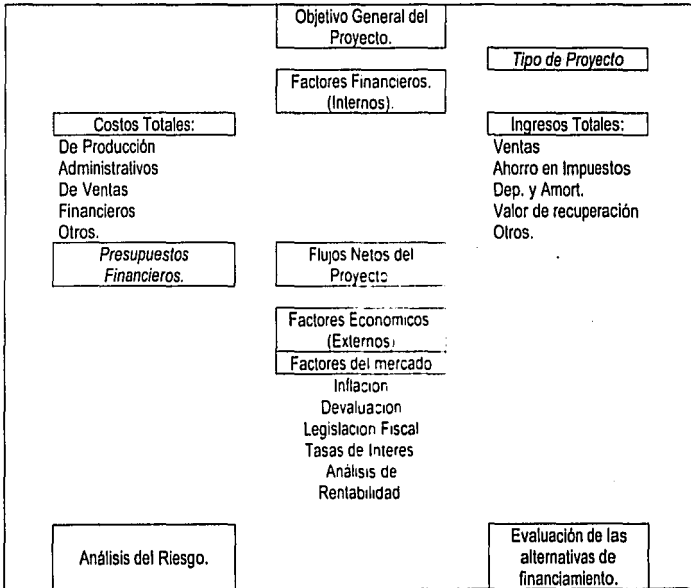 Objetivo General del
Proyecto.
Tipo de Proyecto
Factores Financieros.
(Internos).
Costos Totales:
De Producción
Administrativos
De Ventas
Financieros
Otros.
Ingresos Totales:
Ventas
Ahorro en Impuestos
Dep. y Amort.
Valor de recuperación
Otros.
Presupuestos
Financieros.
Flujos Netos del
Proyecto
Factores Economicos
(Externos)
Factores del mercado
Inflacion
Devaluacion
Legislacion Fiscal
Tasas de Interes
Análisis de
Rentabilidad
Análisis del Riesgo.
Evaluación de las
alternativas de
financiamiento.